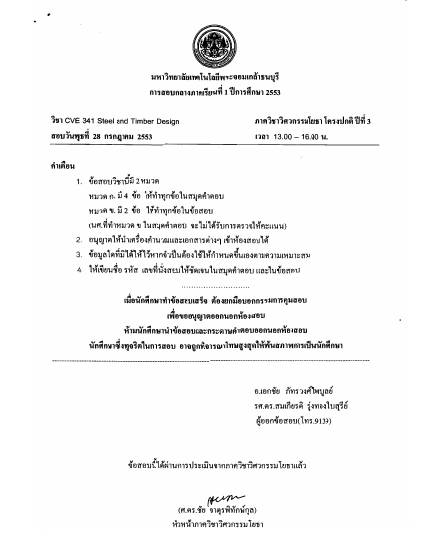 มหาวิทยาลัยเทคโนโลยีพระจอมเกล้าธนบุรี
การสอบกลางภาคเรียนที่ 1 ปีการศึกษา 2553
วิชา CVE 341 Steel and Timber Design ภาควิชาวิศวกรรมโยธา โครงปกติ ปีที่ 3
สอบวันพุธที่ 28 กรกฎาคม 2553 เวลา 13.00 – 16.00 น.
คำเตือน
1. ข้อสอบวิชานี้มี 2 หมวด
หมวด ก. มี 4 ข้อ ให้ทำทุกข้อในสมุดคำตอบ
หมวด ข. มี 2 ข้อ ให้ทำทุกข้อในข้อสอบ
(นศ.ที่ทำหมวด ข ในสมุดคำตอบ จะไม่ได้รับการตรวจให้คะแนน)
2. อนุญาตให้นำเครื่องคำนวณและเอกสารต่างๆ เข้าห้องสอบได้
3. ข้อมูลใดที่มิได้ให้ไว้หากจำเป็นต้องใช้ให้กำหนดขึ้นเองตามความเหมาะสม
4. ให้เขียนชื่อ รหัส เลขที่นั่งสอบให้ชัดเจนในสมุดคำตอบ และในข้อสอบ
............................
เมื่อนักศึกษาทำข้อสอบเสร็จ ต้องยกมือบอกกรรมการคุมสอบ
เพื่อขออนุญาตออกนอกห้องสอบ
ห้ามนักศึกษานำข้อสอบและกระดาษคำตอบออกนอกห้องสอบ
นักศึกษาซึ่งทุจริตในการสอบ อาจถูกพิจารณาโทษสูงสุดให้พ้นสภาพการเป็นนักศึกษา
อ.เอกชัย ภัทรวงศ์ไพบูลย์
รศ.ดร.สมเกียรติ รุ่งทองใบสุรีย์
ผู้ออกข้อสอบ(โทร.9139)
ข้อสอบนี้ได้ผ่านการประเมินจากภาควิชาวิศวกรรมโยธาแล้ว
(ศ.ดร.ชัย จาตุรพิทักษ์กุล)
หัวหน้าภาควิชาวิศวกรรมโยธา